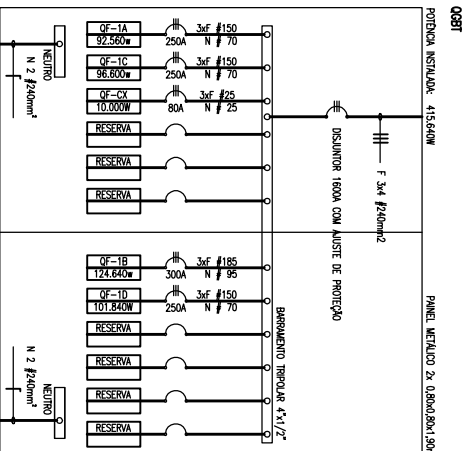 QGBT
POTÊNCIA INSTALADA: 415.640W
PAINEL METÁLICO 2x 0,80x0,80x1,90m
F 3x4 #240mm2
DISJUNTOR 1600A COM AJUSTE DE PROTEÇÃO
BARRAMENTO TRIPOLAR 4"x1/2"
QF-1A
92.560w
250A
3xF #150
N # 70
QF-1C
96.600w
250A
3xF #150
N # 70
QF-CX
10.000W
80A
3xF #25
N # 25
RESERVA
RESERVA
RESERVA
QF-1B
124.640w
300A
3xF #185
N # 95
QF-1D
101.840W
250A
3xF #150
N # 70
RESERVA
RESERVA
RESERVA
RESERVA
NEUTRO
N 2 #240mm²
NEUTRO
N 2 #240mm²